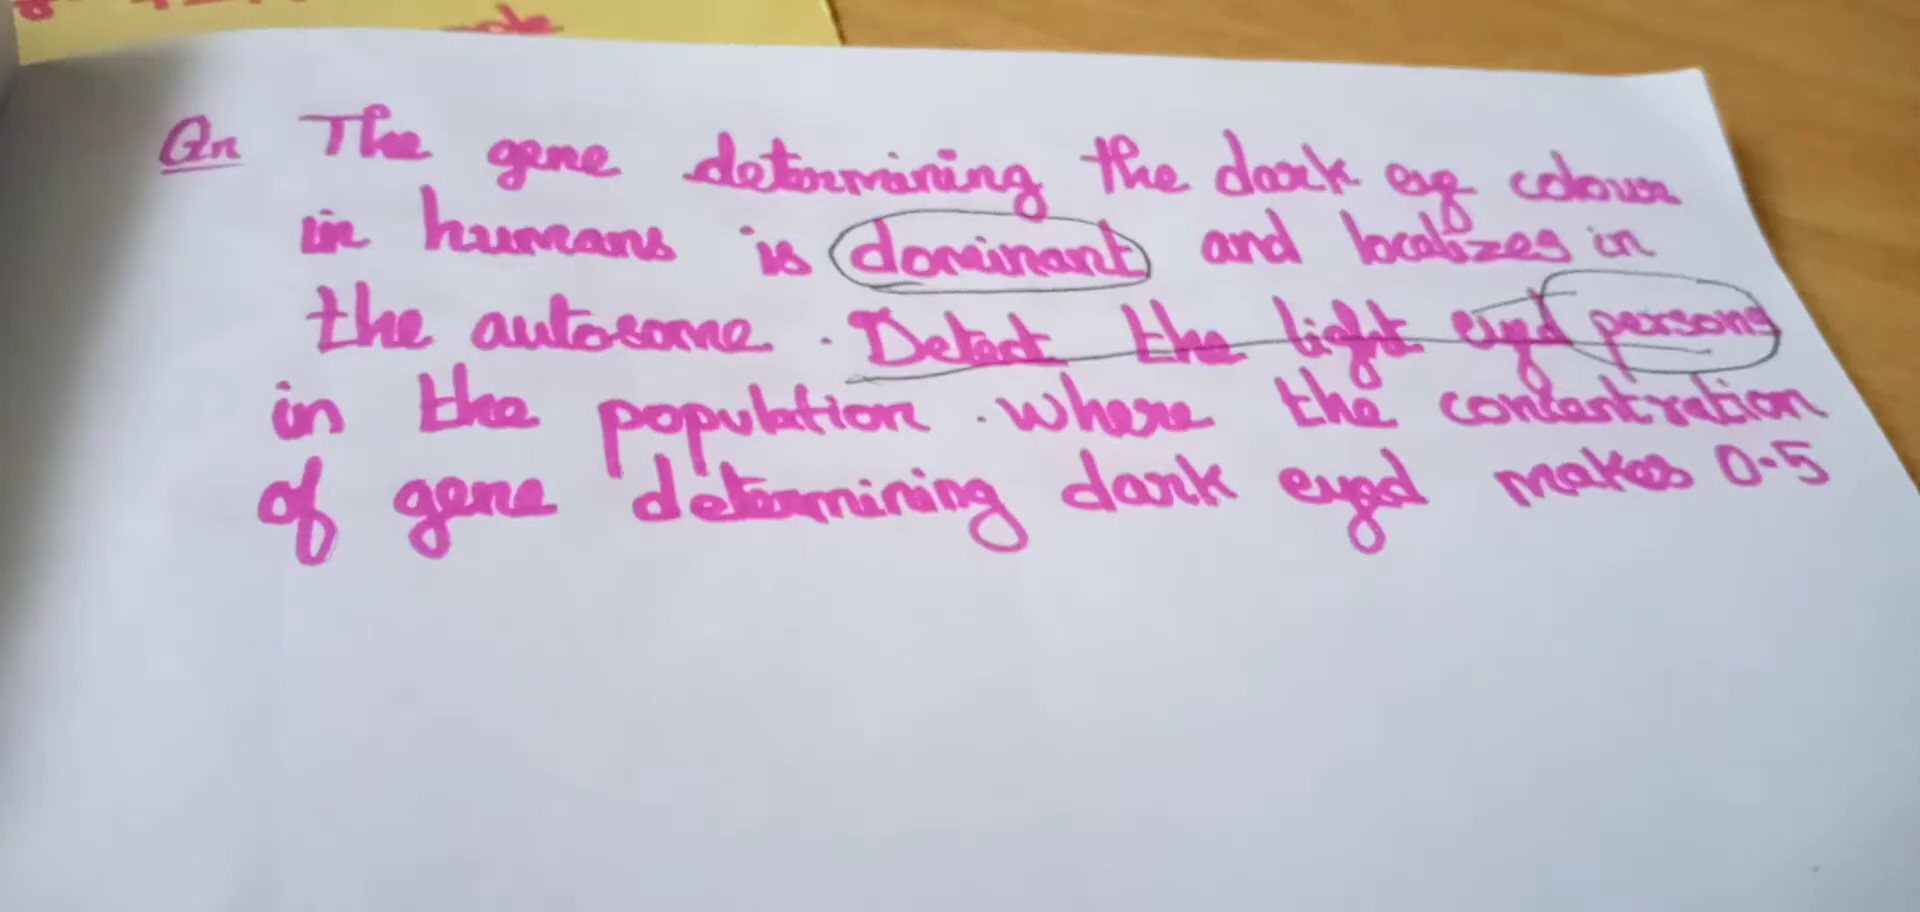 Qn The gene determining the dark eye colour
in humans is dominant and localizes in
the autosome. Detect the light eyed persons
in the population. where the concentration
of gene determining dark eyed makes 0.5